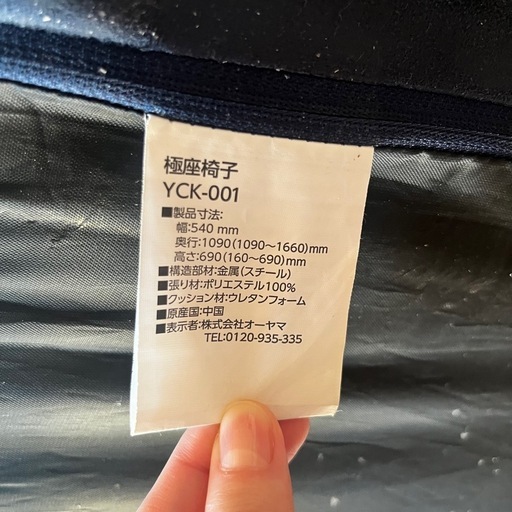 極座椅子
YCK-001
■製品寸法:
幅:540 mm
奥行:1090(1090~1660)mm
高さ:690(160~690)mm
■構造部材:金属(スチール)
■張り材:ポリエステル100%
■クッション材:ウレタンフォーム
■原産国:中国
■表示者:株式会社オーヤマ
TEL:0120-935-335